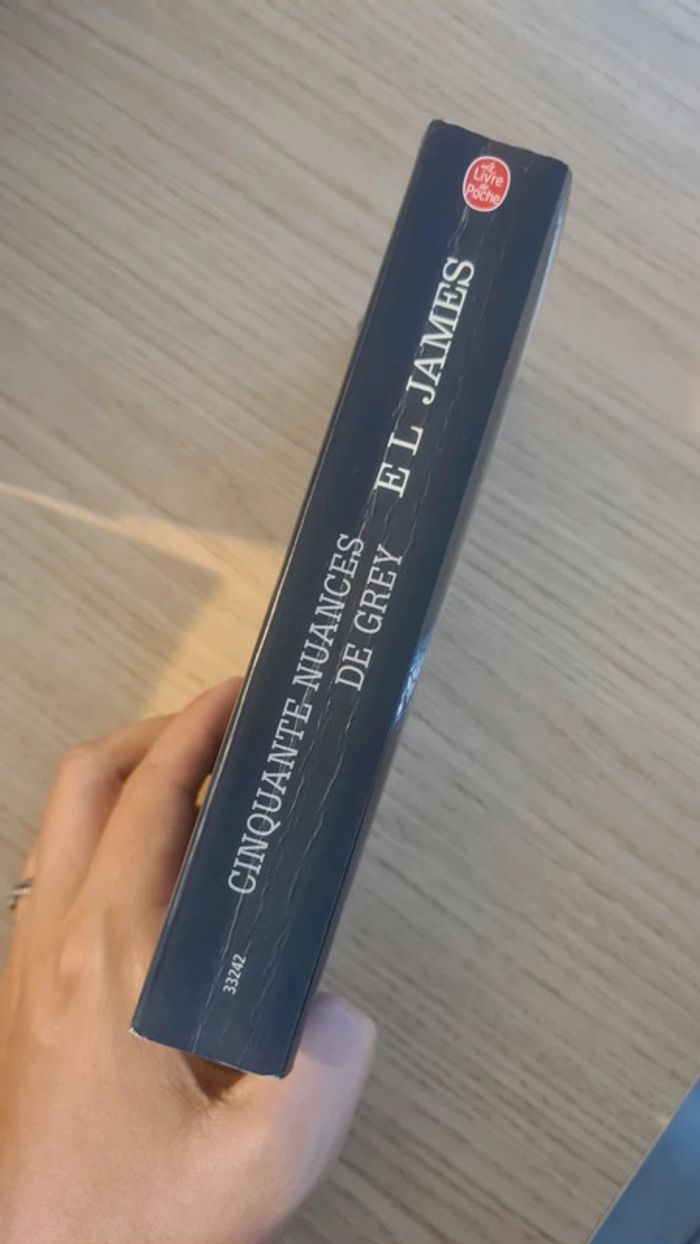 Le
Livre
de
Poche
E L JAMES
CINQUANTE NUANCES
DE GREY
33242